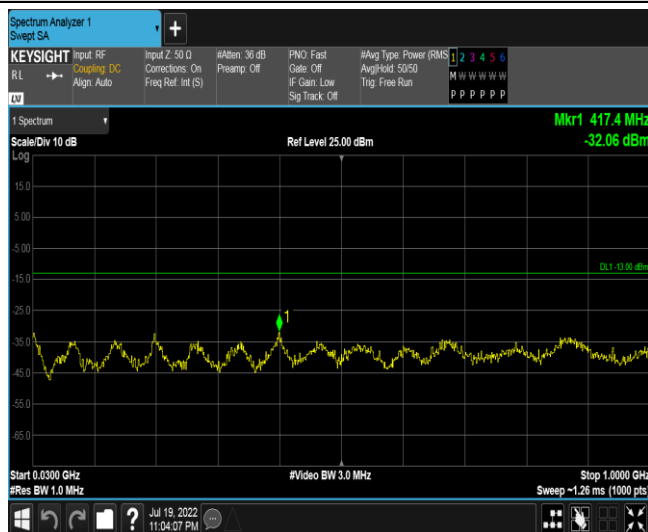 Spectrum Analyzer 1
Swept SA
+
KEYSIGHT
RL
LXI
Input: RF
Coupling: DC
Align: Auto
Input Z: 50 Ω
Corrections: On
Freq Ref: Int (S)
#Atten: 36 dB
Preamp: Off
PNO: Fast
Gate: Off
IF Gain: Low
Sig Track: Off
#Avg Type: Power (RMS
Avg|Hold: 50/50
Trig: Free Run
1 2 3 4 5 6
M W W W W W
P P P P P P
1 Spectrum
Scale/Div 10 dB
Ref Level 25.00 dBm
Mkr1 417.4 MHz
-32.06 dBm
Log
15.0
5.00
-5.00
DL1 -13.00 dBm
-15.0
-25.0
1
-35.0
-45.0
-55.0
-65.0
Start 0.0300 GHz
#Video BW 3.0 MHz
Stop 1.0000 GHz
#Res BW 1.0 MHz
Sweep ~1.26 ms (1000 pts)
?
Jul 19, 2022
11:04:07 PM